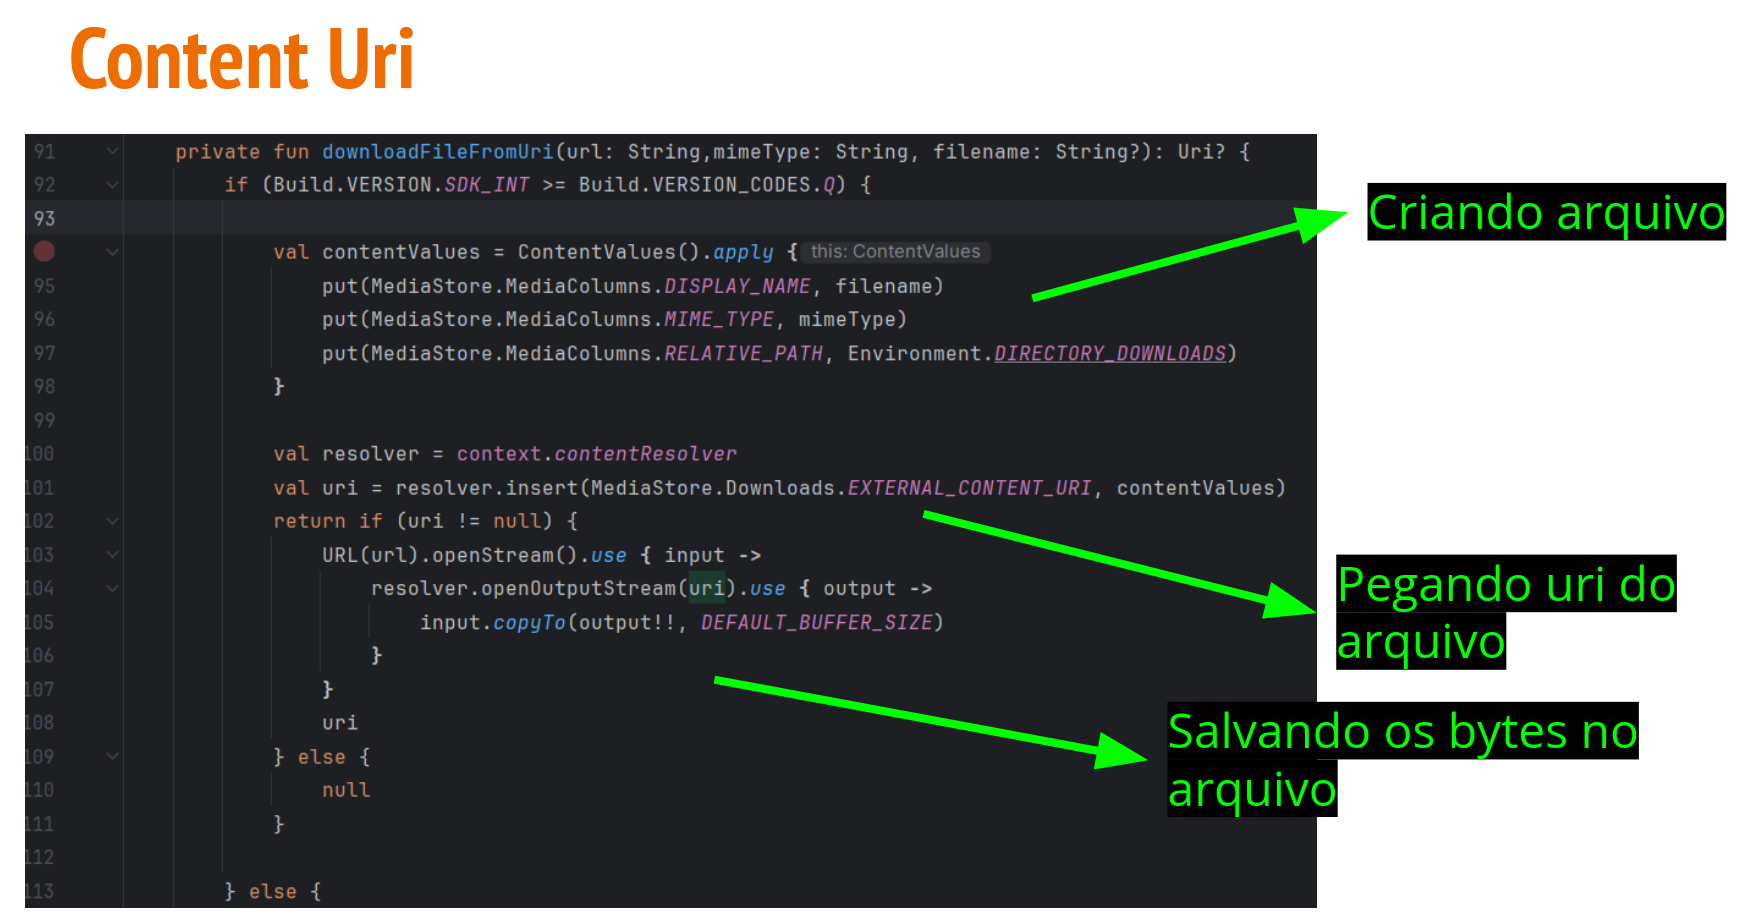 Content Uri
91 private fun downloadFileFromUri(url: String,mimeType: String, filename: String?): Uri? {
92 if (Build.VERSION.SDK_INT >= Build.VERSION_CODES.Q) {
93
val contentValues = ContentValues().apply { this: ContentValues
95 put(MediaStore.MediaColumns.DISPLAY_NAME, filename)
96 put(MediaStore.MediaColumns.MIME_TYPE, mimeType)
97 put(MediaStore.MediaColumns.RELATIVE_PATH, Environment.DIRECTORY_DOWNLOADS)
98 }
99
100 val resolver = context.contentResolver
101 val uri = resolver.insert(MediaStore.Downloads.EXTERNAL_CONTENT_URI, contentValues)
102 return if (uri != null) {
103 URL(url).openStream().use { input ->
104 resolver.openOutputStream(uri).use { output ->
105 input.copyTo(output!!, DEFAULT_BUFFER_SIZE)
106 }
107 }
108 uri
109 } else {
110 null
111 }
112
113 } else {
Criando arquivo
Pegando uri do
arquivo
Salvando os bytes no
arquivo